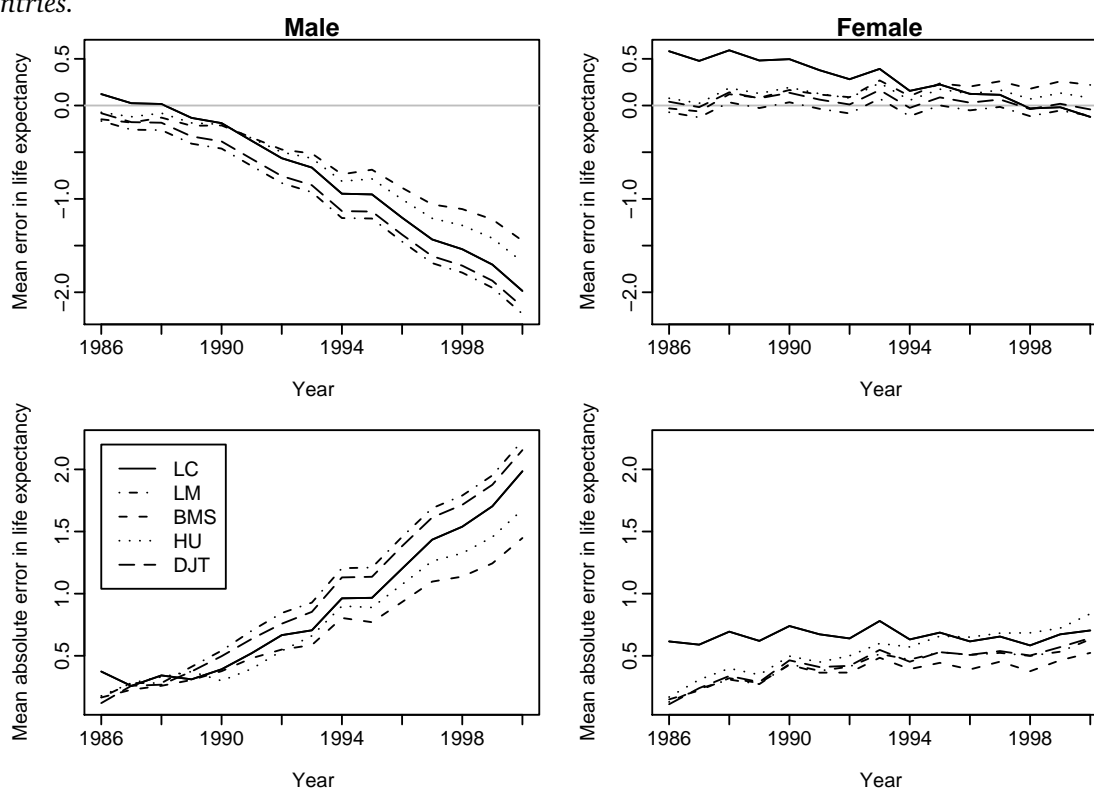 ntries.
Male
Female
Mean error in life expectancy
0.5
0.0
−1.0
−2.0
1986
1990
1994
1998
Year
Mean error in life expectancy
0.5
0.0
−1.0
−2.0
1986
1990
1994
1998
Year
Mean absolute error in life expectancy
2.0
1.5
1.0
0.5
LC
LM
BMS
HU
DJT
1986
1990
1994
1998
Year
Mean absolute error in life expectancy
2.0
1.5
1.0
0.5
1986
1990
1994
1998
Year